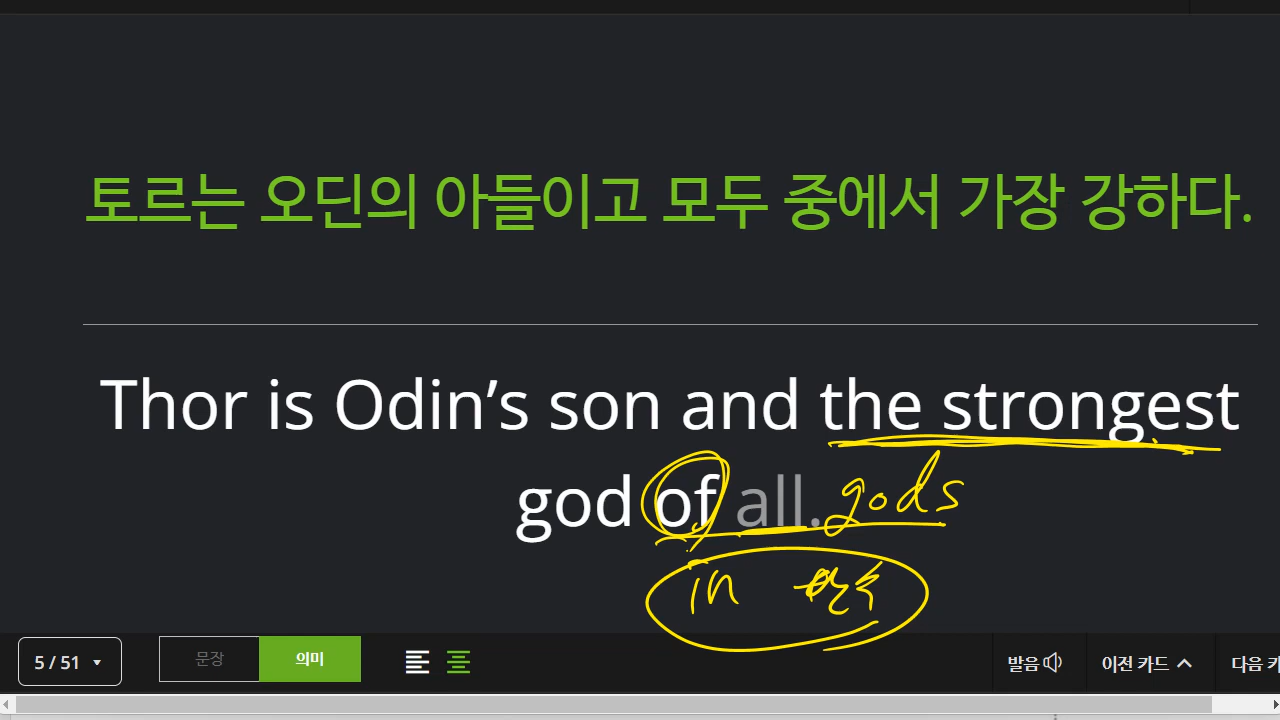 토르는 오딘의 아들이고 모두 중에서 가장 강하다.
Thor is Odin's son and the strongest
god of all. gods
in
5 / 51
문장
의미
발음
이전 카드
다음 카